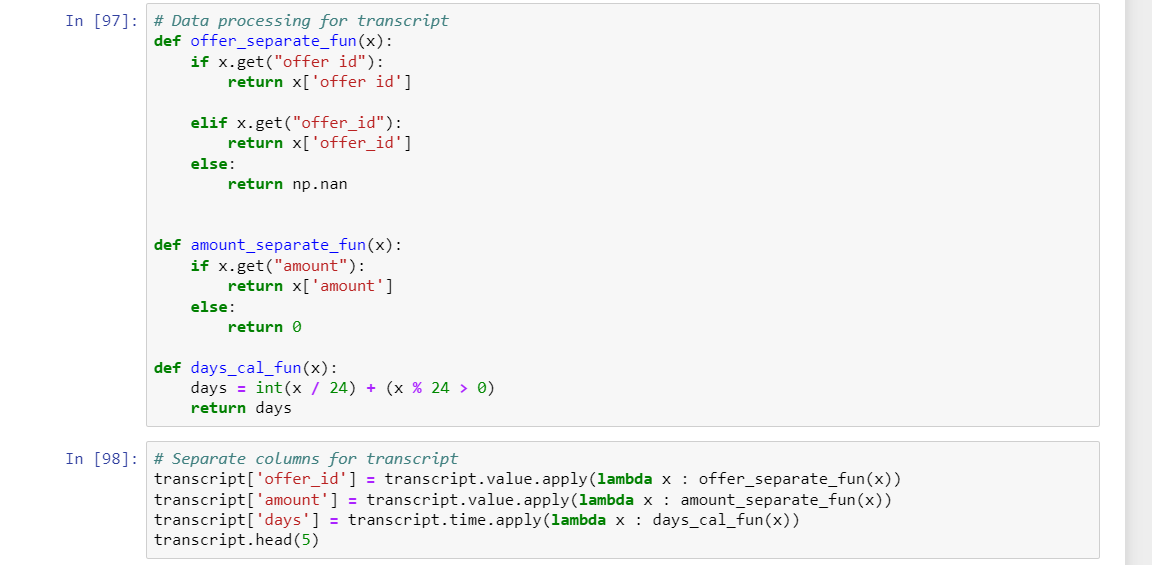 In [97]: # Data processing for transcript
def offer_separate_fun(x):
    if x.get("offer id"):
        return x['offer id']

    elif x.get("offer_id"):
        return x['offer_id']
    else:
        return np.nan


def amount_separate_fun(x):
    if x.get("amount"):
        return x['amount']
    else:
        return 0

def days_cal_fun(x):
    days = int(x / 24) + (x % 24 > 0)
    return days

In [98]: # Separate columns for transcript
transcript['offer_id'] = transcript.value.apply(lambda x : offer_separate_fun(x))
transcript['amount'] = transcript.value.apply(lambda x : amount_separate_fun(x))
transcript['days'] = transcript.time.apply(lambda x : days_cal_fun(x))
transcript.head(5)